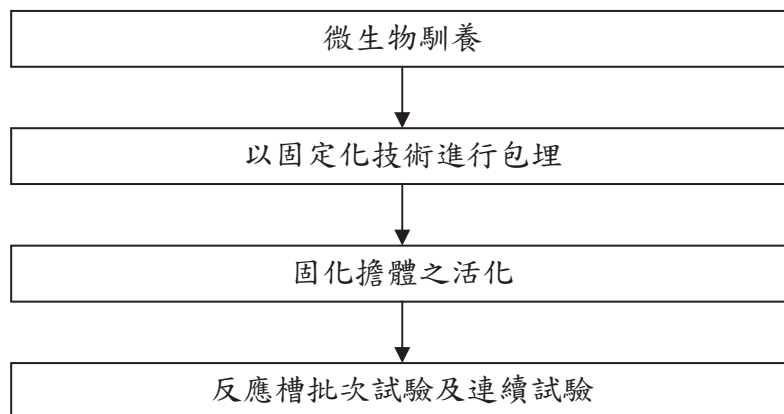 微生物馴養
以固定化技術進行包埋
固化擔體之活化
反應槽批次試驗及連續試驗